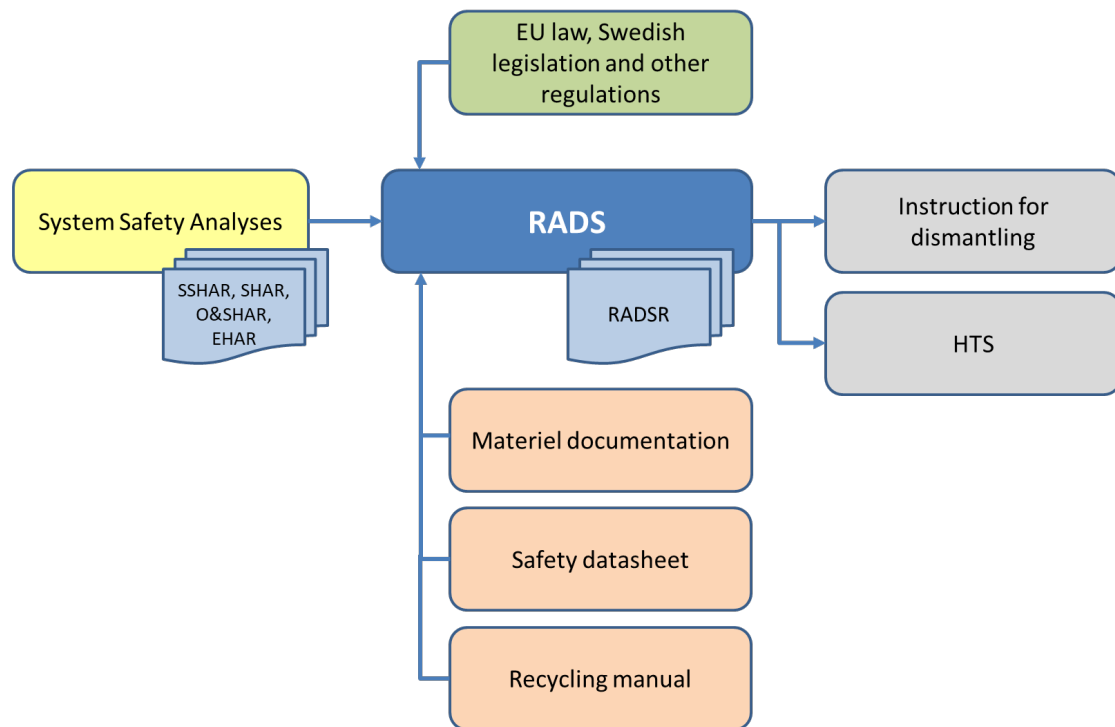 EU law, Swedish
legislation and other
regulations
System Safety Analyses
RADS
Instruction for
dismantling
SSHAR, SHAR,
O&SHAR,
EHAR
RADSR
HTS
Materiel documentation
Safety datasheet
Recycling manual